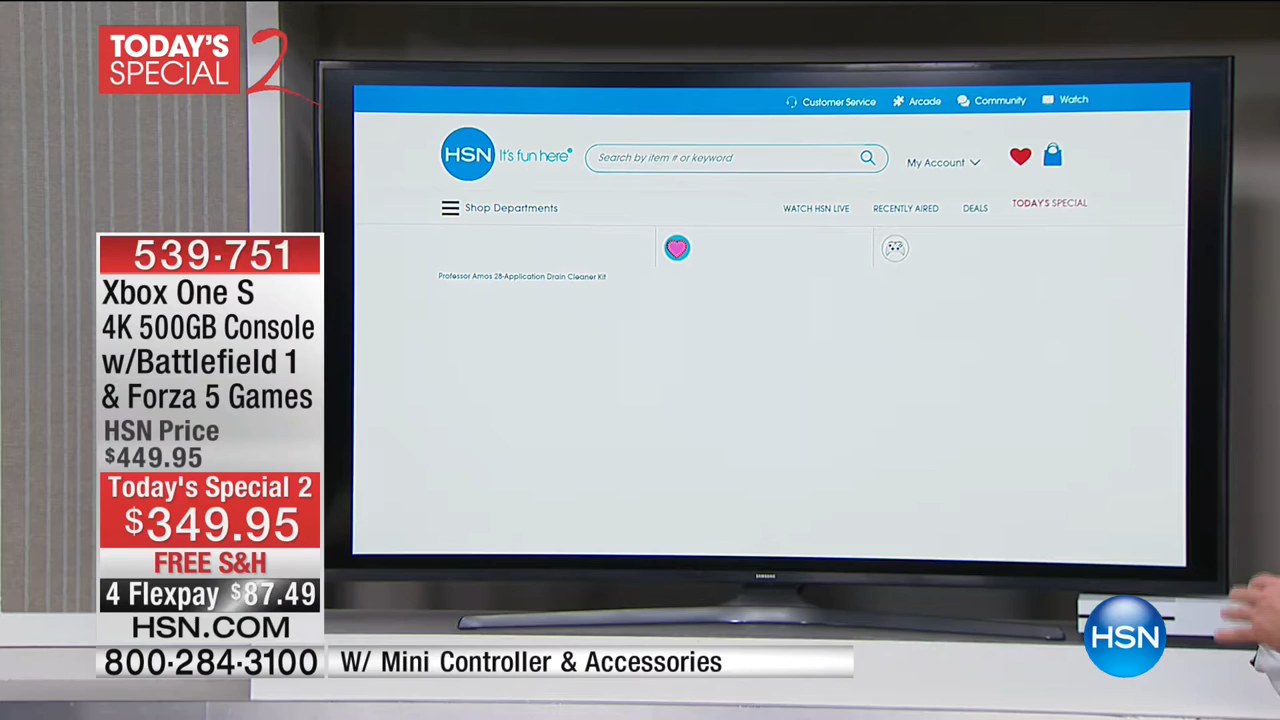 TODAY'S
SPECIAL 2
Customer Service Arcade Community Watch
HSN It's fun here
Search by item # or keyword
My Account
Shop Departments
WATCH HSN LIVE RECENTLY AIRED DEALS TODAY'S SPECIAL
Professor Amos 28-Application Drain Cleaner Kit
539·751
Xbox One S
4K 500GB Console
w/Battlefield 1
& Forza 5 Games
HSN Price
$449.95
Today's Special 2
$349.95
FREE S&H
4 Flexpay $87.49
HSN.COM
800·284·3100
W/ Mini Controller & Accessories
SAMSUNG
HSN